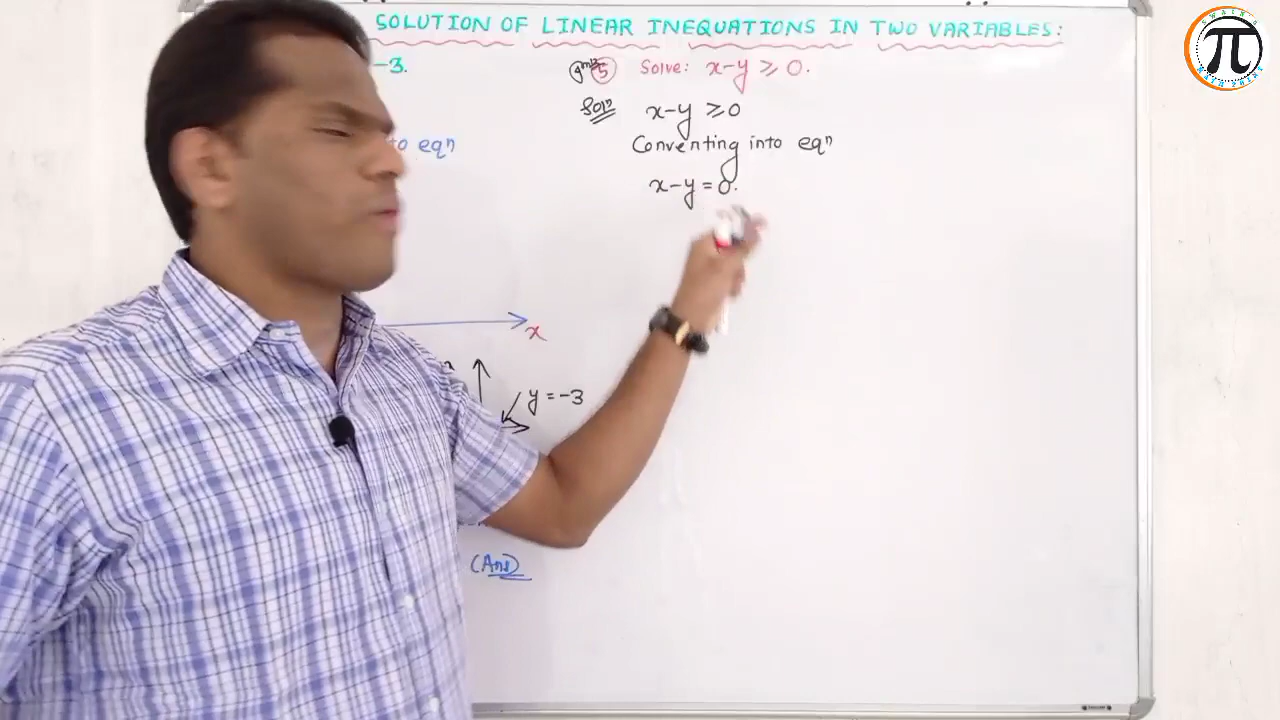 SOLUTION OF LINEAR INEQUATIONS IN TWO VARIABLES:
-3.
to eqn
x
y = -3
(Ans)
5 Solve: x-y ≥ 0.
Soln x-y ≥ 0
Converting into eqn
x-y = 0.
π